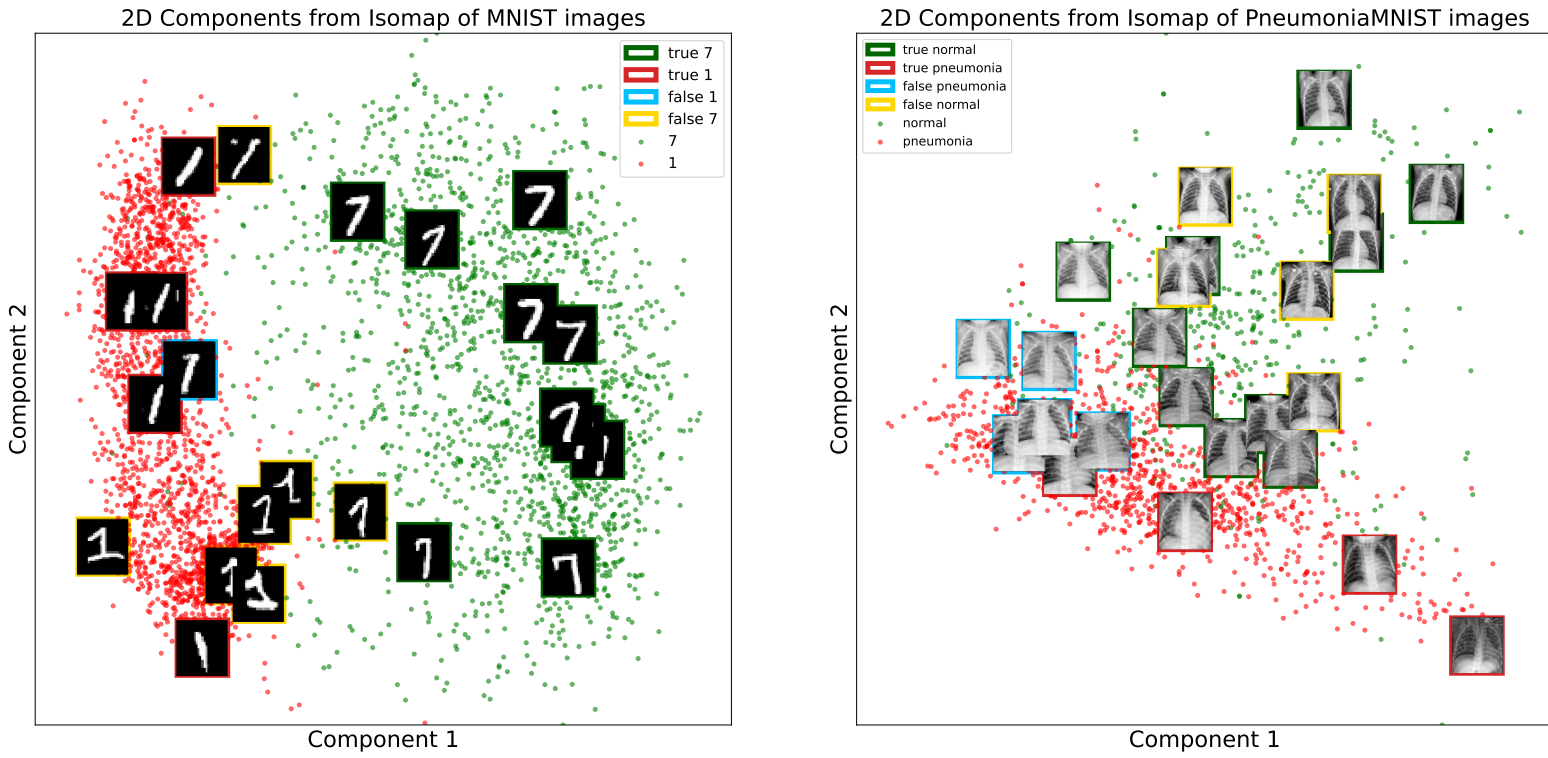 2D Components from Isomap of MNIST images
true 7
true 1
false 1
false 7
7
1
Component 2
Component 1
2D Components from Isomap of PneumoniaMNIST images
true normal
true pneumonia
false pneumonia
false normal
normal
pneumonia
Component 2
Component 1